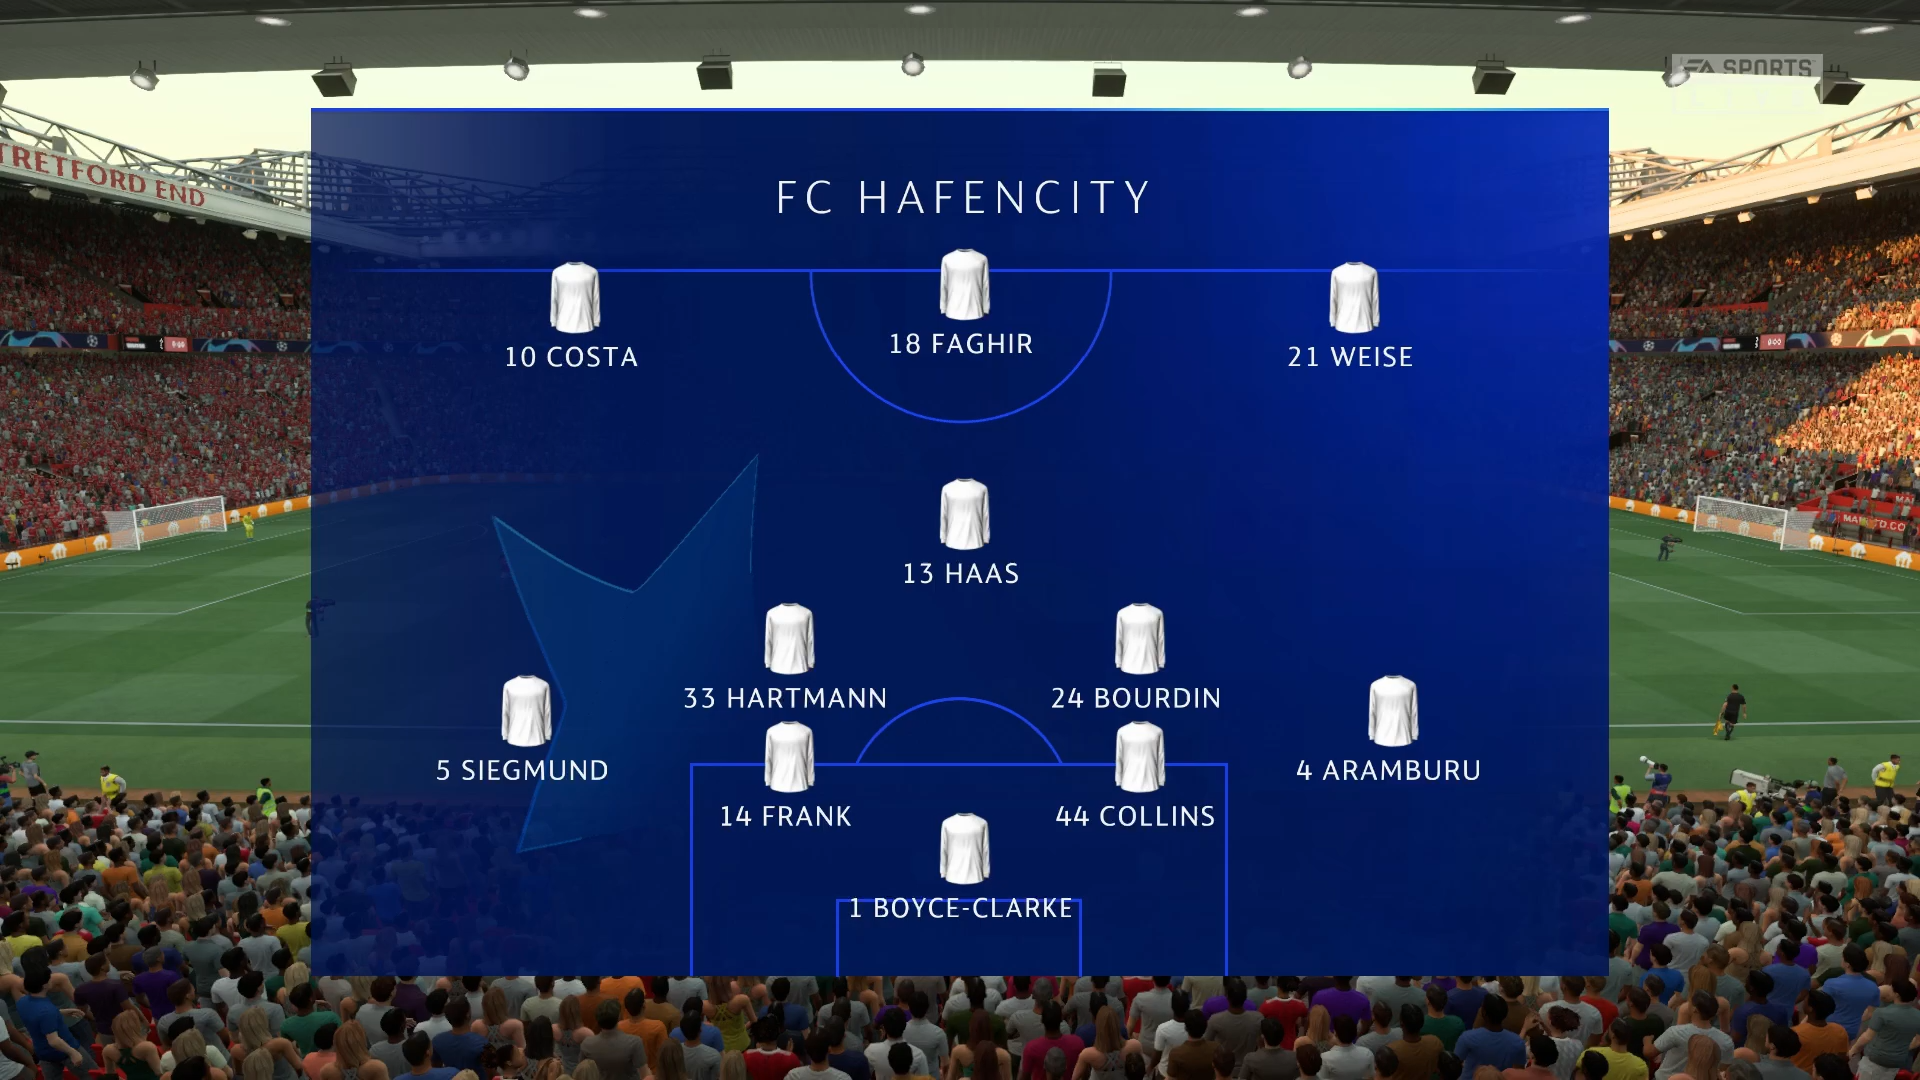 EA SPORTS
TRETFORD END
FC HAFENCITY
10 COSTA
18 FAGHIR
21 WEISE
13 HAAS
33 HARTMANN
24 BOURDIN
5 SIEGMUND
4 ARAMBURU
14 FRANK
44 COLLINS
1 BOYCE-CLARKE